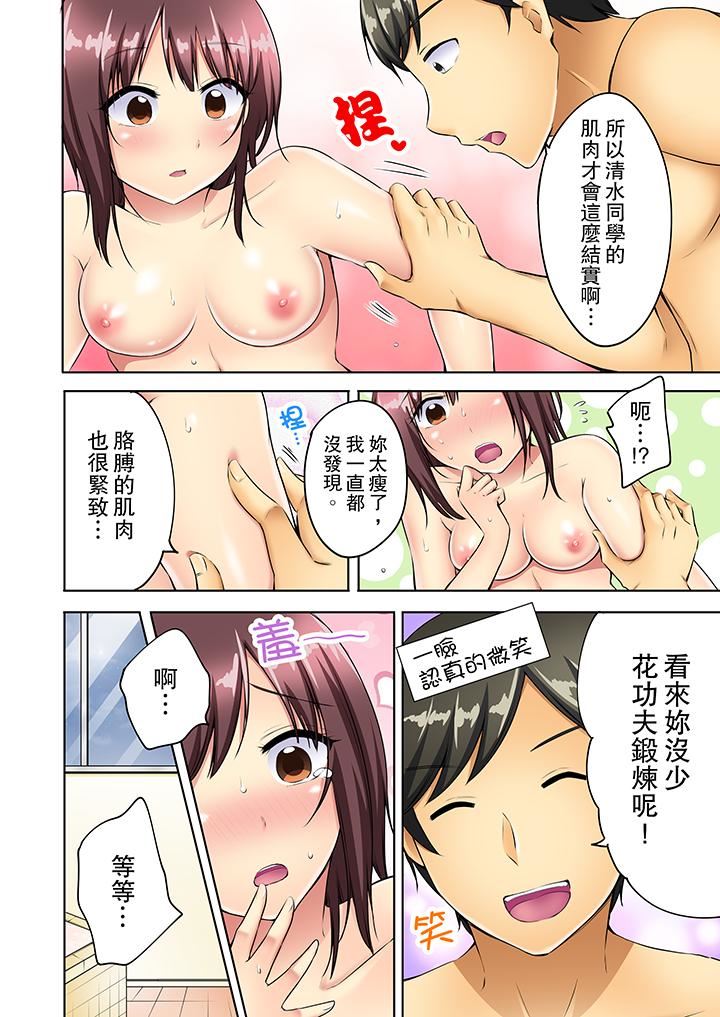 所以清水同學的
肌肉才會這麼結實啊…
捏
呃…!?
妳太瘦了，
我一直都
沒發現。
捏…
胳膊的肌肉
也很緊致…
看來妳沒少
花功夫鍛煉呢！
一臉
認真的微笑
笑
羞
啊…
等等…